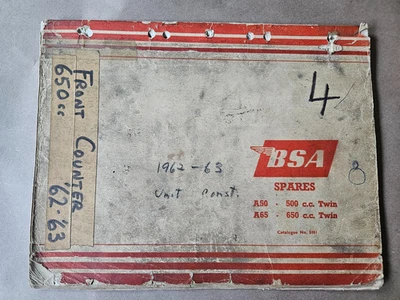 FRONT COUNTER '62-'63
650cc
4
1962-63
Unit Const.
BSA
3
SPARES
A50 - 500 c.c. Twin
A65 - 650 c.c. Twin
Catalogue No.